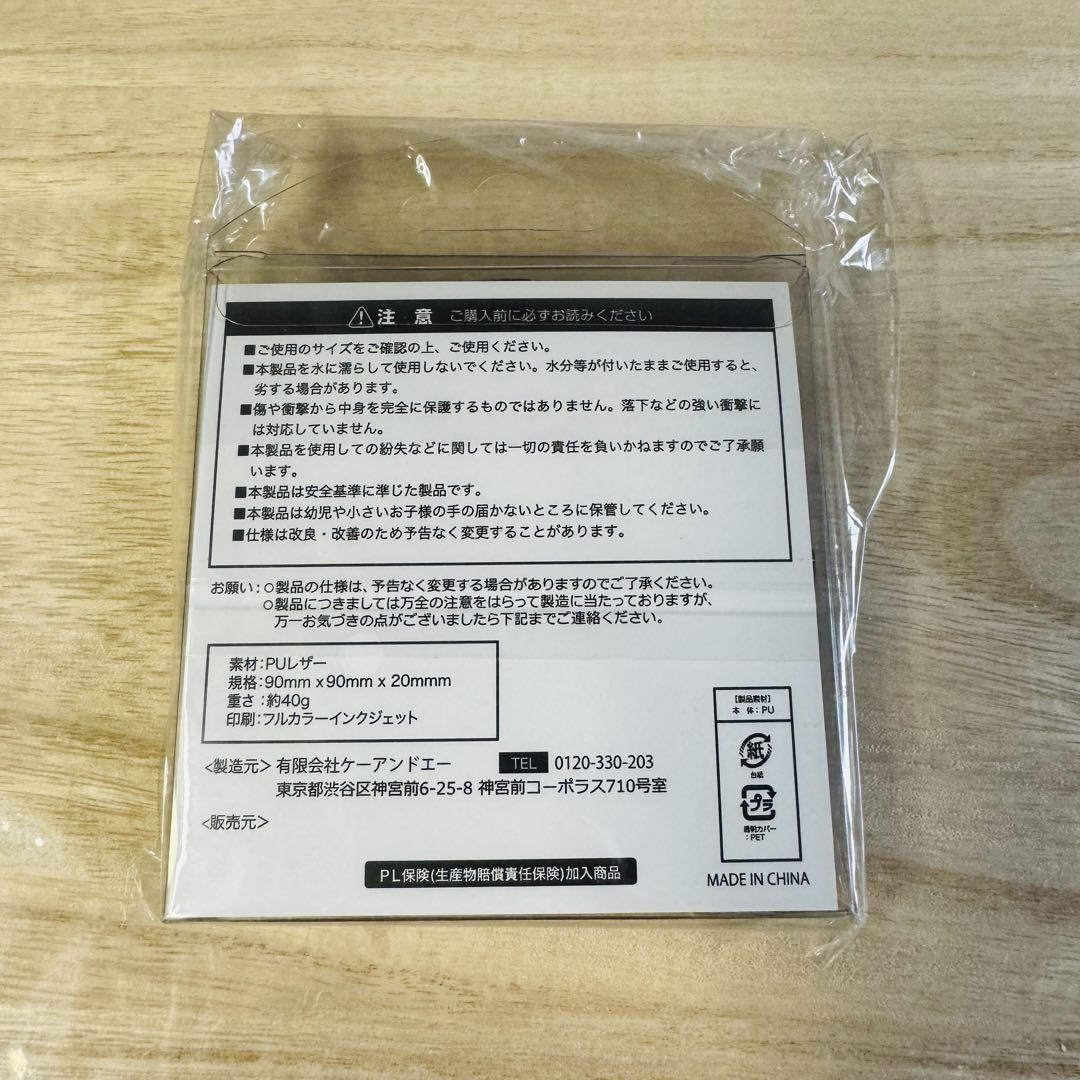 注 意 ご購入前に必ずお読みください
■ご使用のサイズをご確認の上、ご使用ください。
■本製品を水に濡らして使用しないでください。水分等が付いたままご使用すると、
劣する場合があります。
■傷や衝撃から中身を完全に保護するものではありません。落下などの強い衝撃に
は対応していません。
■本製品を使用しての紛失などに関しては一切の責任を負いかねますのでご了承願
います。
■本製品は安全基準に準じた製品です。
■本製品は幼児や小さいお子様の手の届かないところに保管してください。
■仕様は改良・改善のため予告なく変更することがあります。
お願い:○製品の仕様は、予告なく変更する場合がありますのでご了承ください。
○製品につきましては万全の注意をはらって製造に当たっておりますが、
万一お気づきの点がございましたら下記までご連絡ください。
素材:PUレザー
規格:90mm x 90mm x 20mmm
重さ:約40g
印刷:フルカラーインクジェット
【製品素材】
本 体:PU
紙
台紙
プラ
透明カバー
:PET
<製造元> 有限会社ケーアンドエー TEL 0120-330-203
東京都渋谷区神宮前6-25-8 神宮前コーポラス710号室
<販売元>
PL保険(生産物賠償責任保険)加入商品
MADE IN CHINA